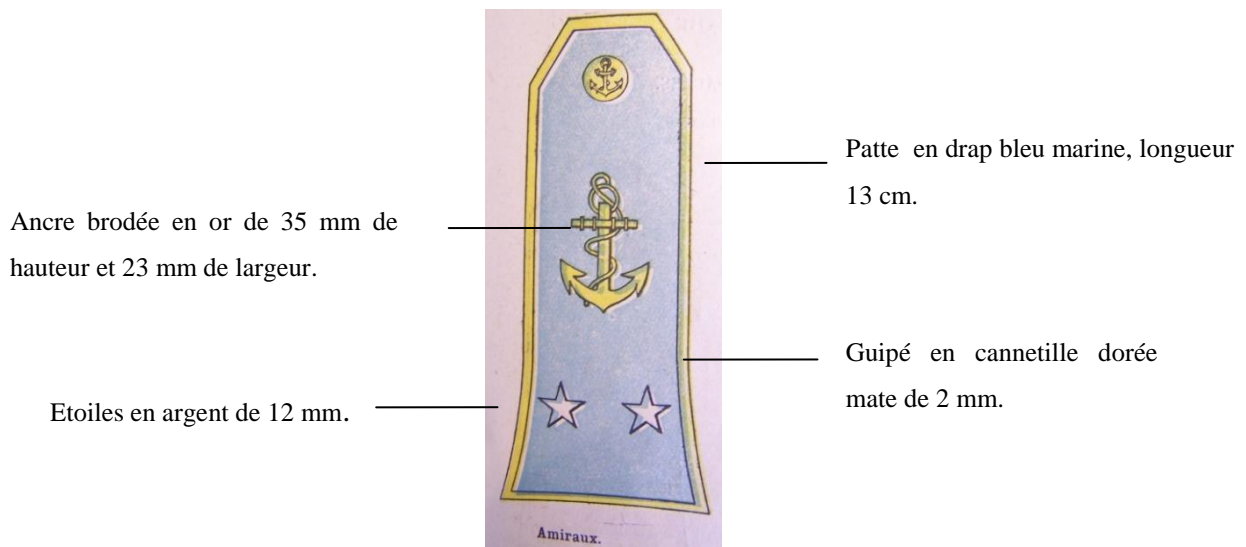 Ancre brodée en or de 35 mm de
hauteur et 23 mm de largeur.
Etoiles en argent de 12 mm.
Patte en drap bleu marine, longueur
13 cm.
Guipé en cannetille dorée
mate de 2 mm.
Amiraux.